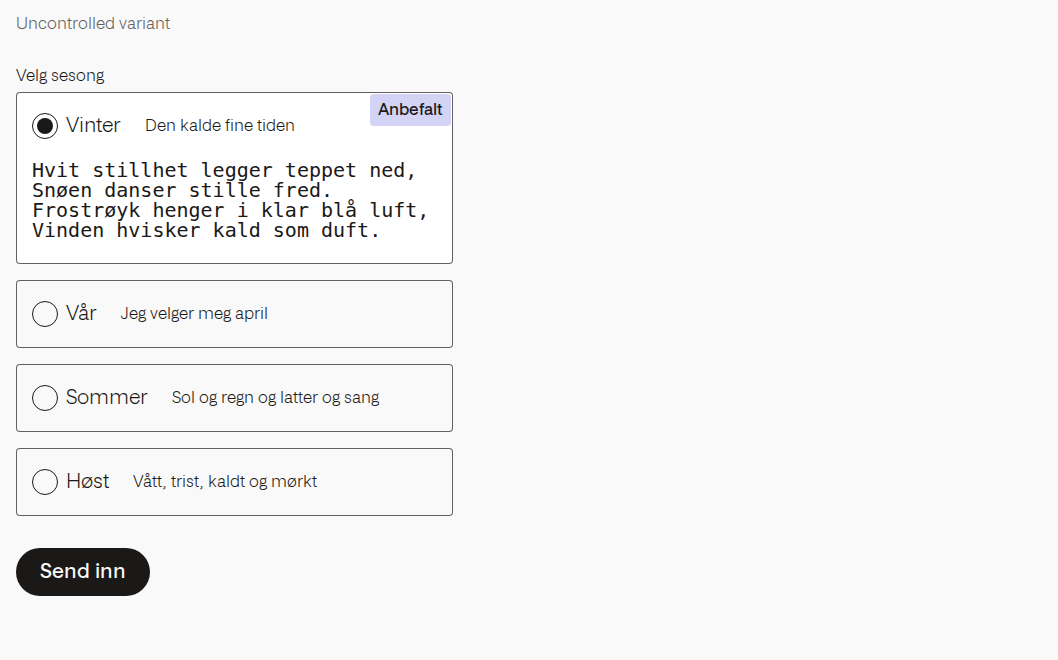 Uncontrolled variant
Velg sesong
Anbefalt
Vinter Den kalde fine tiden
Hvit stillhet legger teppet ned,
Snøen danser stille fred.
Frostrøyk henger i klar blå luft,
Vinden hvisker kald som duft.
Vår Jeg velger meg april
Sommer Sol og regn og latter og sang
Høst Vått, trist, kaldt og mørkt
Send inn